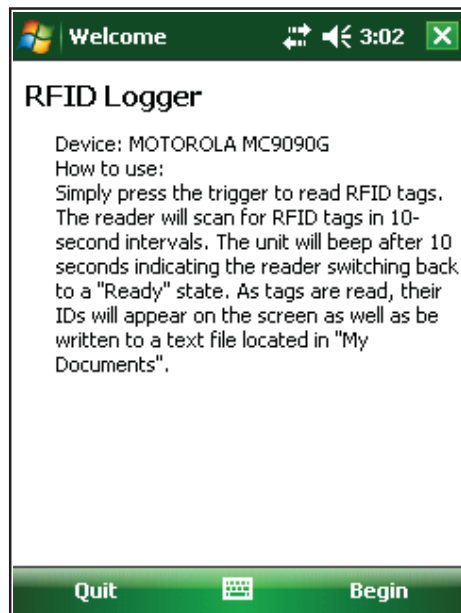 Welcome 3:02
RFID Logger
Device: MOTOROLA MC9090G
How to use:
Simply press the trigger to read RFID tags.
The reader will scan for RFID tags in 10-
second intervals. The unit will beep after 10
seconds indicating the reader switching back
to a "Ready" state. As tags are read, their
IDs will appear on the screen as well as be
written to a text file located in "My
Documents".
Quit Begin